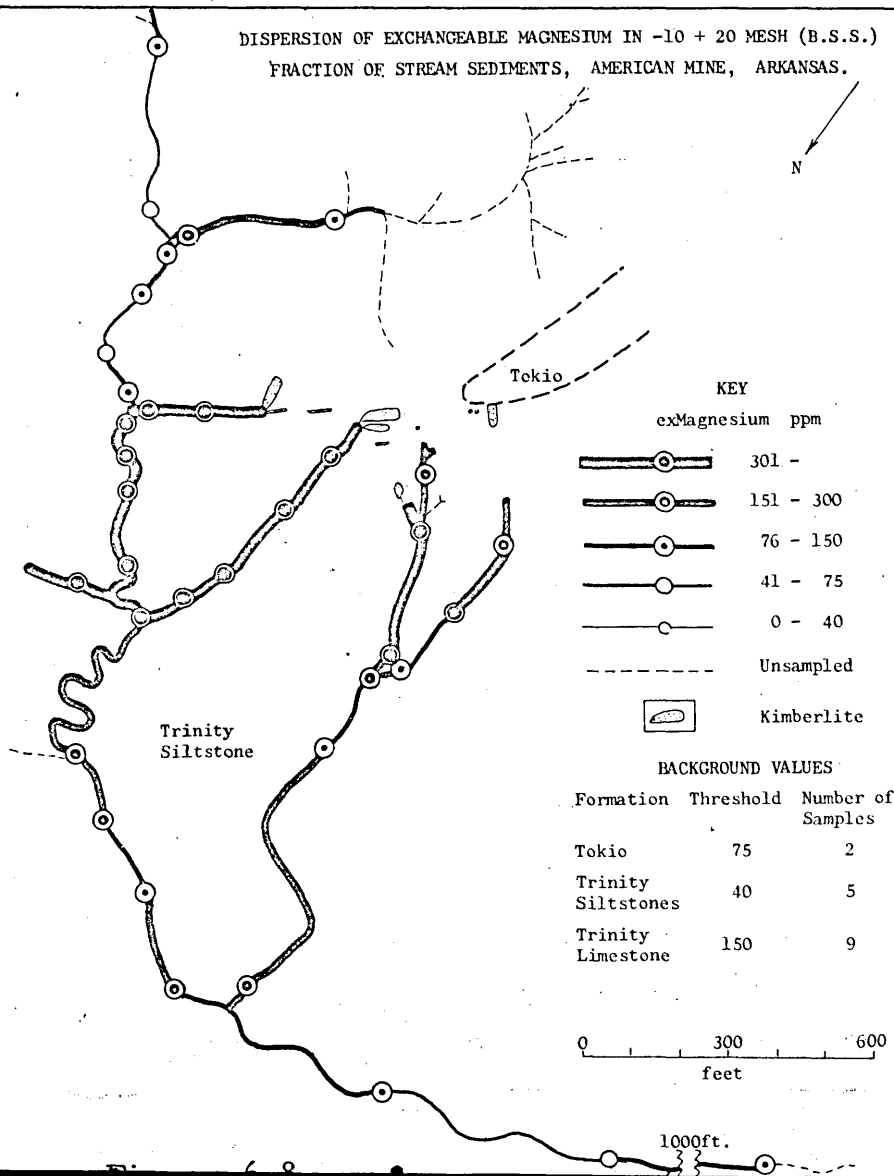 DISPERSION OF EXCHANGEABLE MAGNESIUM IN -10 + 20 MESH (B.S.S.)
FRACTION OF STREAM SEDIMENTS, AMERICAN MINE, ARKANSAS.
N
Tokio
KEY
exMagnesium ppm
301 -
151 - 300
76 - 150
41 - 75
0 - 40
Unsampled
Kimberlite
Trinity
Siltstone
BACKGROUND VALUES
Formation Threshold Number of
Samples
Tokio 75 2
Trinity
Siltstones 40 5
Trinity
Limestone 150 9
0 300 600
feet
1000ft.